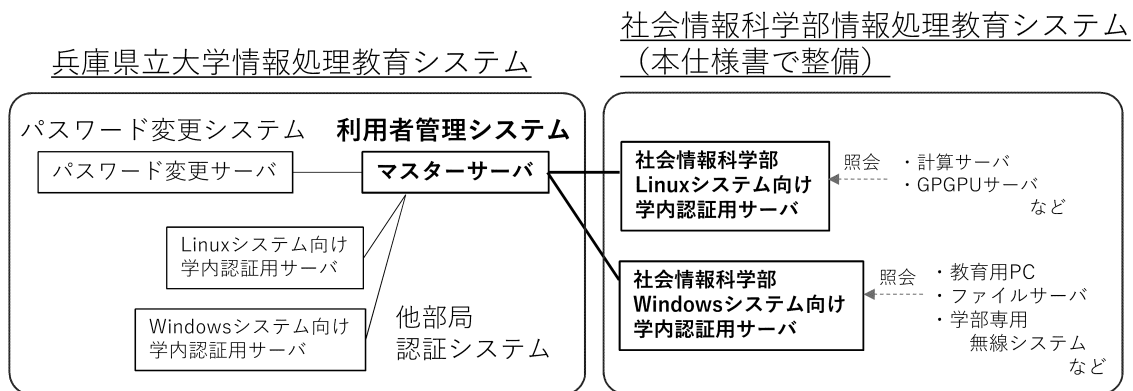 兵庫県立大学情報処理教育システム
パスワード変更システム
パスワード変更サーバ
利用者管理システム
マスターサーバ
Linuxシステム向け
学内認証用サーバ
Windowsシステム向け
学内認証用サーバ
他部局
認証システム
社会情報科学部情報処理教育システム
（本仕様書で整備）
社会情報科学部
Linuxシステム向け
学内認証用サーバ
照会
・計算サーバ
・GPGPUサーバ
など
社会情報科学部
Windowsシステム向け
学内認証用サーバ
照会
・教育用PC
・ファイルサーバ
・学部専用
無線システム
など